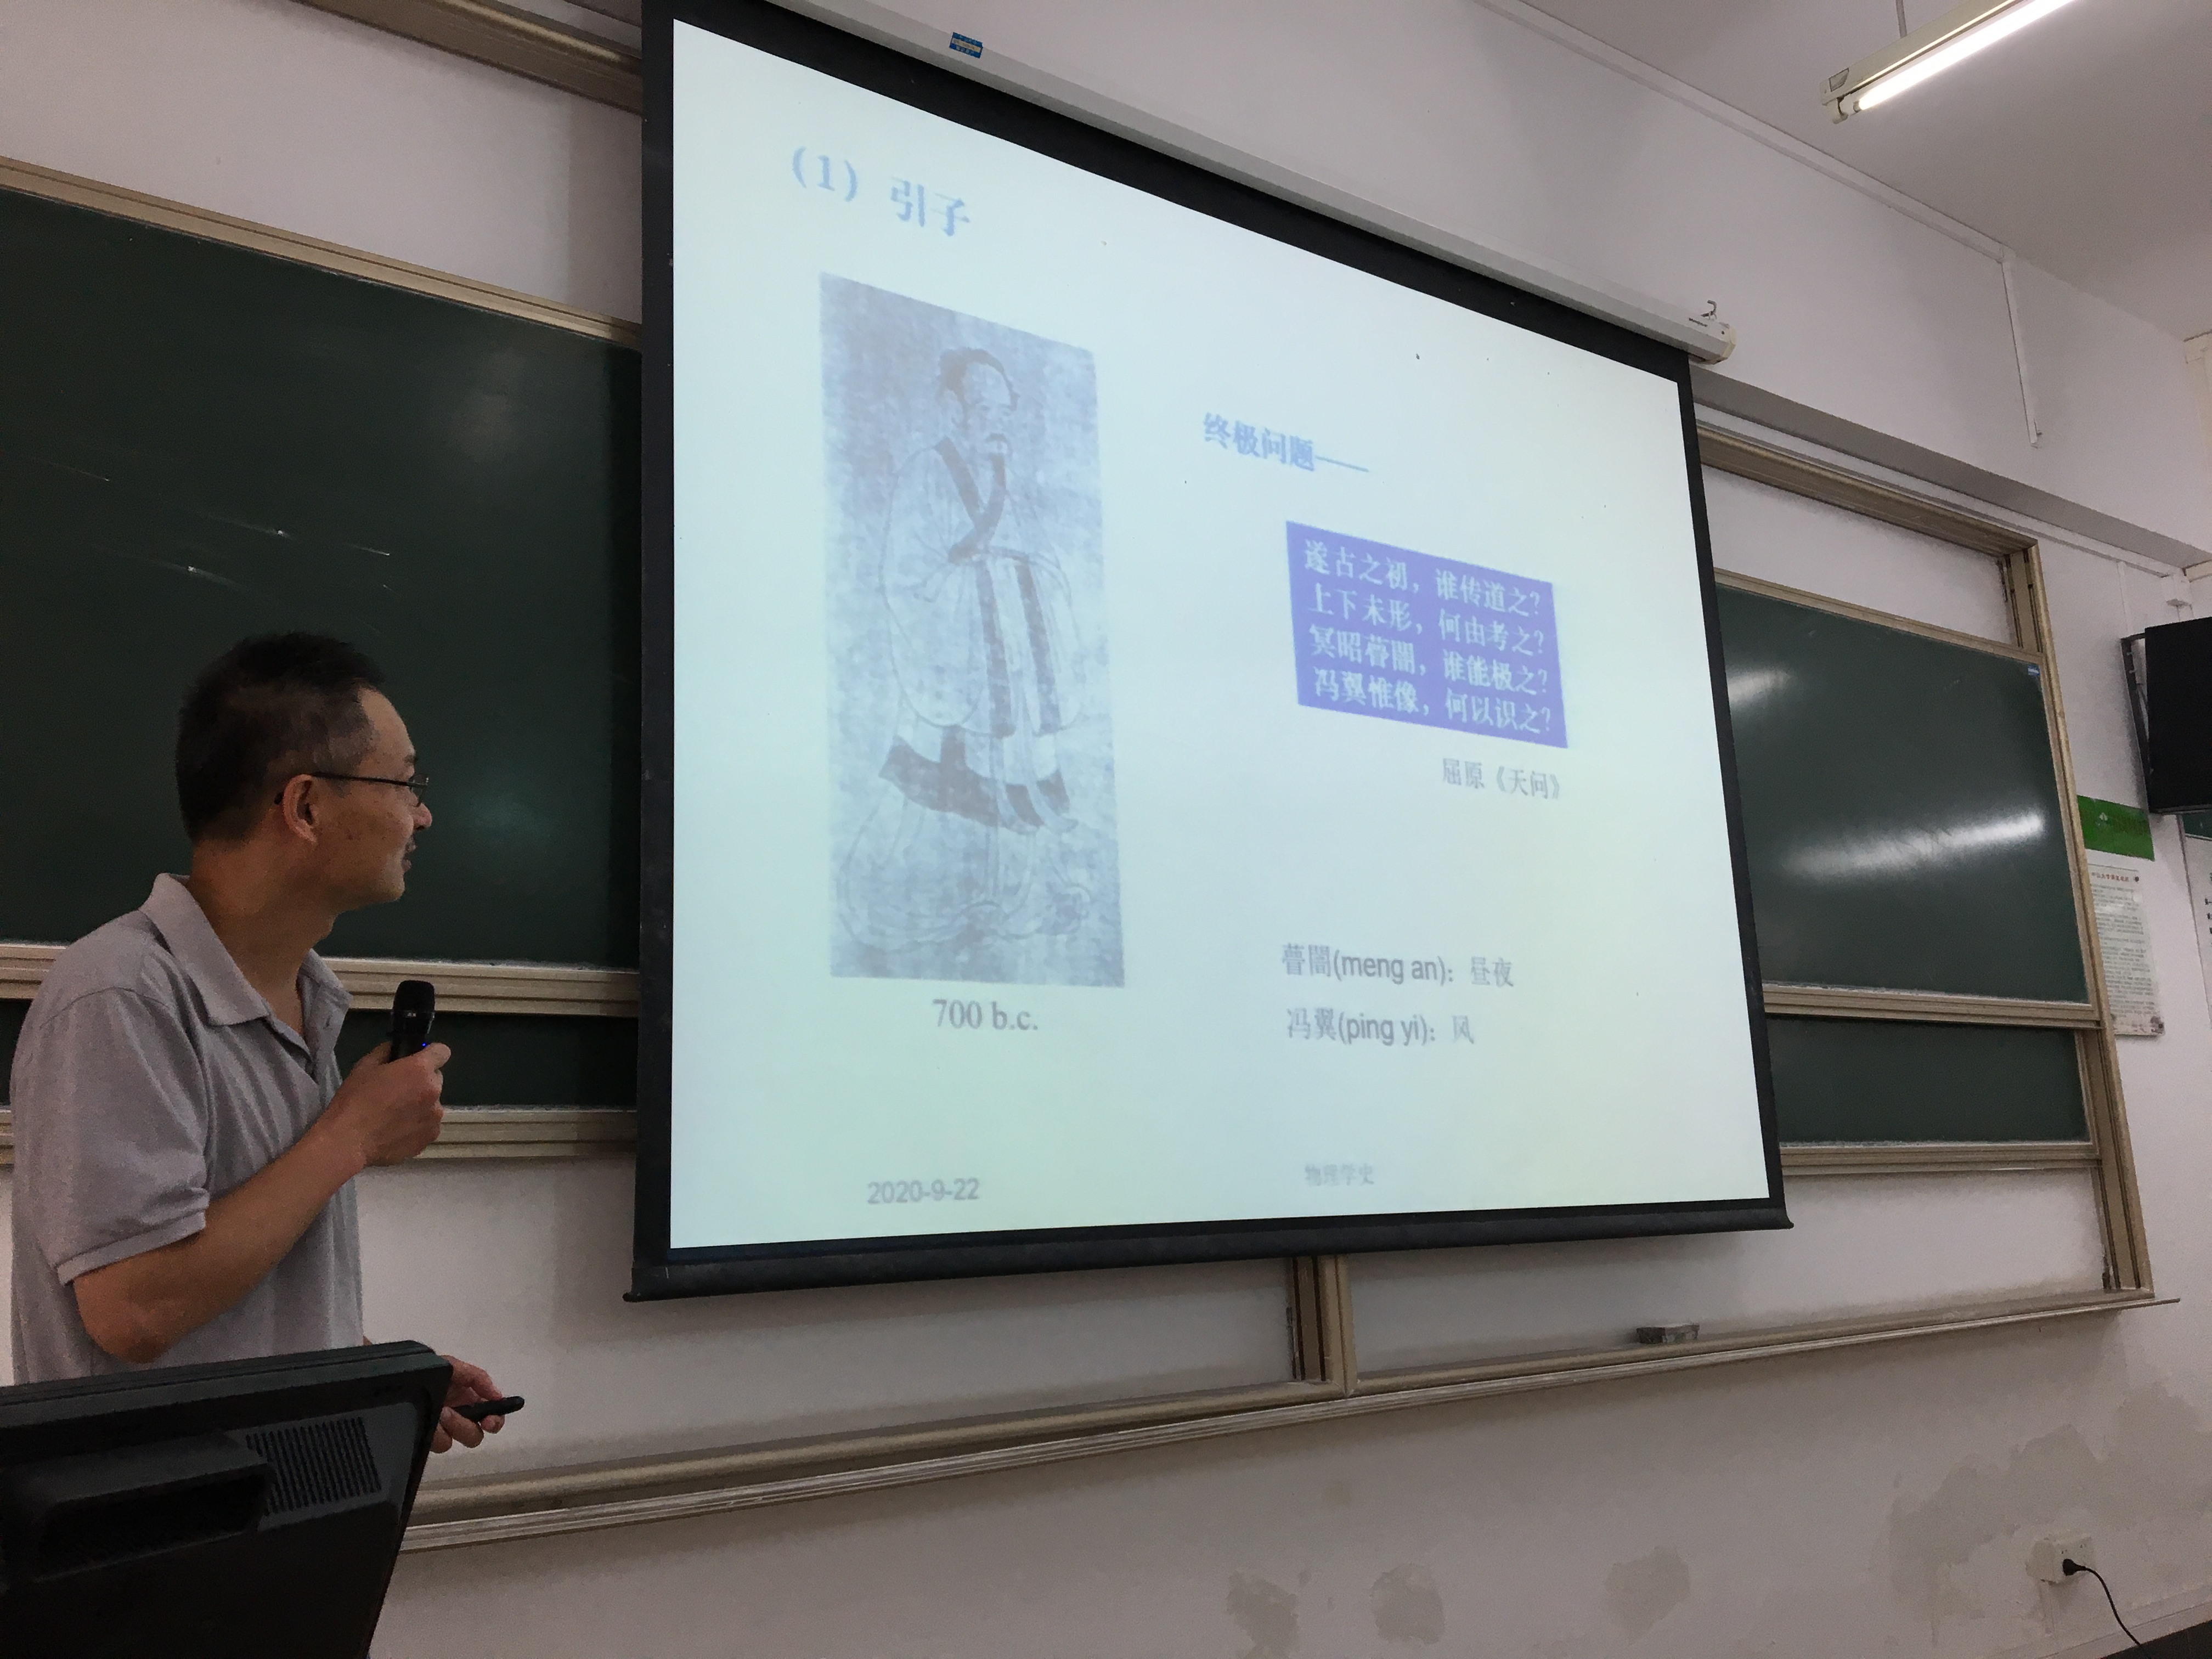 (1) 引子
终极问题——
遂古之初，谁传道之?
上下未形，何由考之?
冥昭瞢闇，谁能极之?
冯翼惟像，何以识之?
屈原《天问》
700 b.c.
瞢闇(meng an): 昼夜
冯翼(ping yi): 风
2020-9-22
物理学史